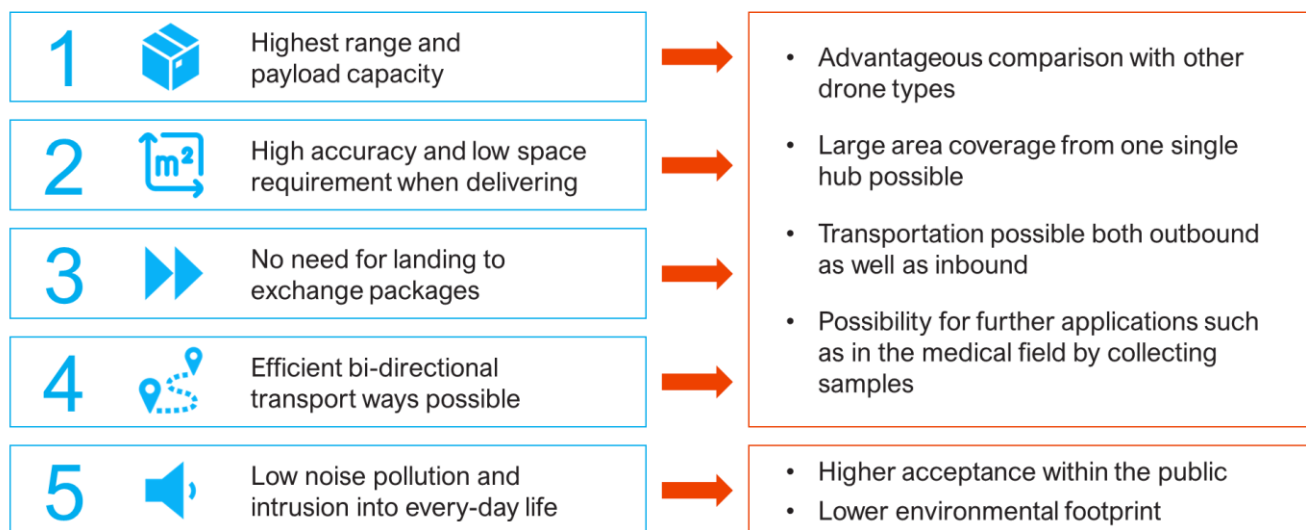 1
Highest range and
payload capacity
2
m²
High accuracy and low space
requirement when delivering
3
No need for landing to
exchange packages
4
Efficient bi-directional
transport ways possible
5
Low noise pollution and
intrusion into every-day life
• Advantageous comparison with other
drone types
• Large area coverage from one single
hub possible
• Transportation possible both outbound
as well as inbound
• Possibility for further applications such
as in the medical field by collecting
samples
• Higher acceptance within the public
• Lower environmental footprint